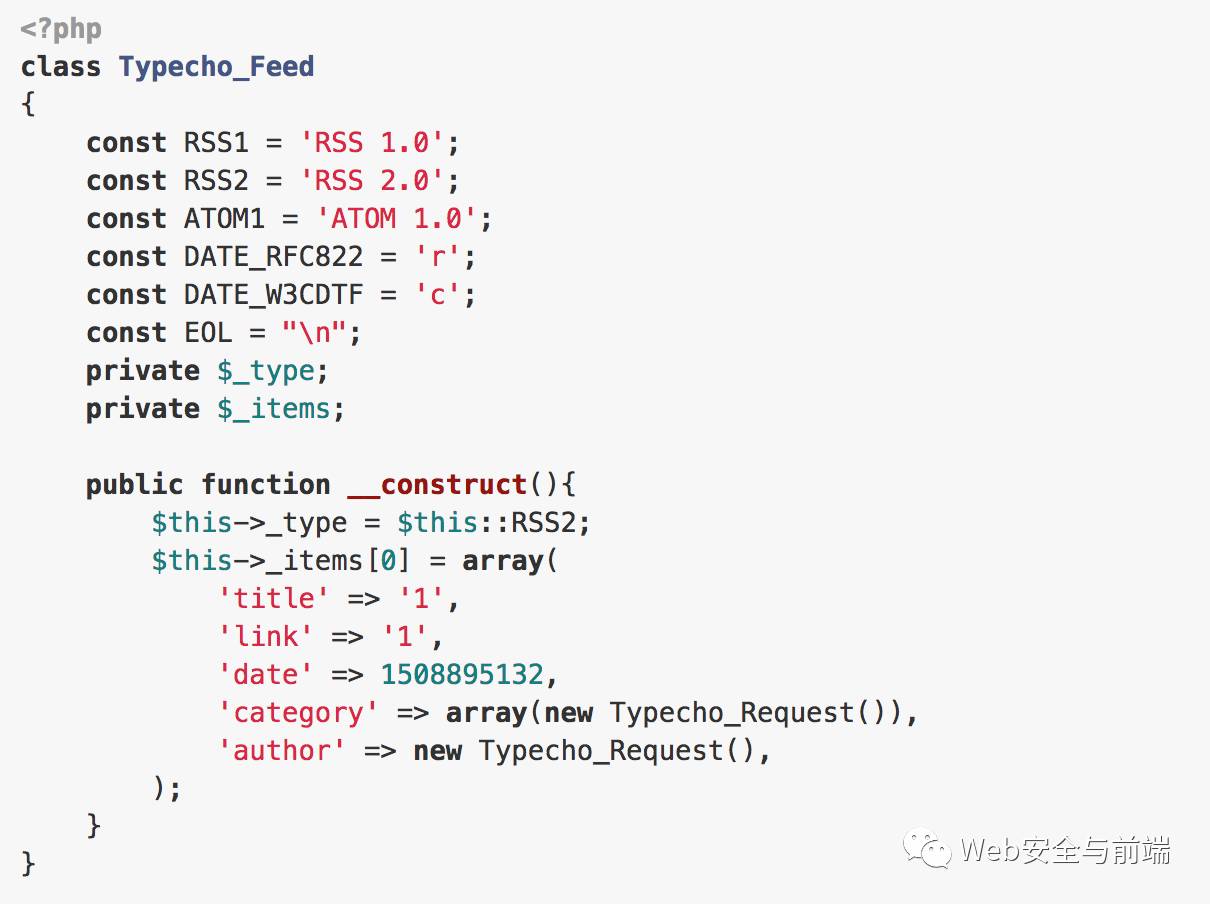 <?php
class Typecho_Feed
{
    const RSS1 = 'RSS 1.0';
    const RSS2 = 'RSS 2.0';
    const ATOM1 = 'ATOM 1.0';
    const DATE_RFC822 = 'r';
    const DATE_W3CDTF = 'c';
    const EOL = "\n";
    private $_type;
    private $_items;

    public function __construct(){
        $this->_type = $this::RSS2;
        $this->_items[0] = array(
            'title' => '1',
            'link' => '1',
            'date' => 1508895132,
            'category' => array(new Typecho_Request()),
            'author' => new Typecho_Request(),
        );
    }
}
Web安全与前端